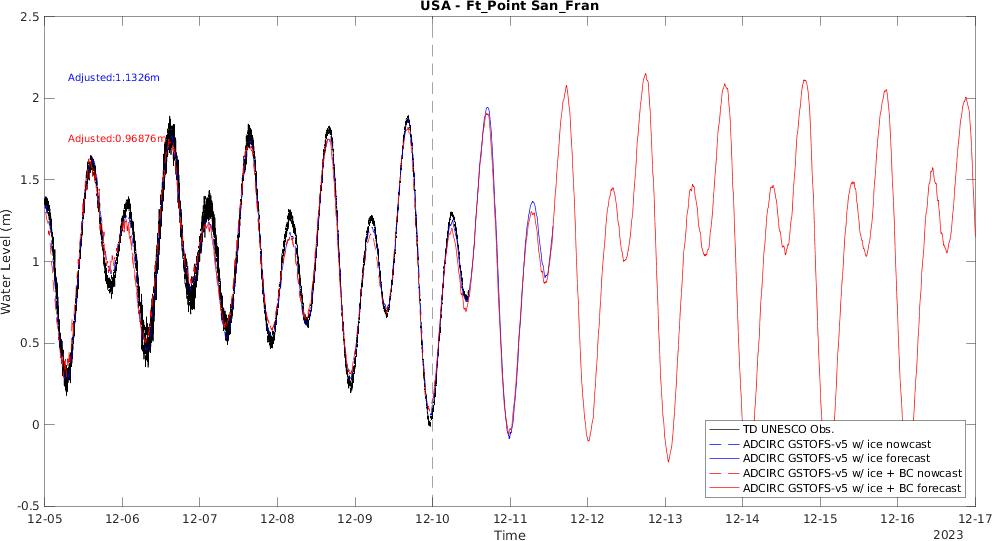 USA - Ft_Point San_Fran
2.5
2
1.5
1
0.5
0
-0.5
Water Level (m)
Adjusted:1.1326m
Adjusted:0.96876m
TD UNESCO Obs.
ADCIRC GSTOFS-v5 w/ ice nowcast
ADCIRC GSTOFS-v5 w/ ice forecast
ADCIRC GSTOFS-v5 w/ ice + BC nowcast
ADCIRC GSTOFS-v5 w/ ice + BC forecast
12-05 12-06 12-07 12-08 12-09 12-10 12-11 12-12 12-13 12-14 12-15 12-16 12-17
Time
2023